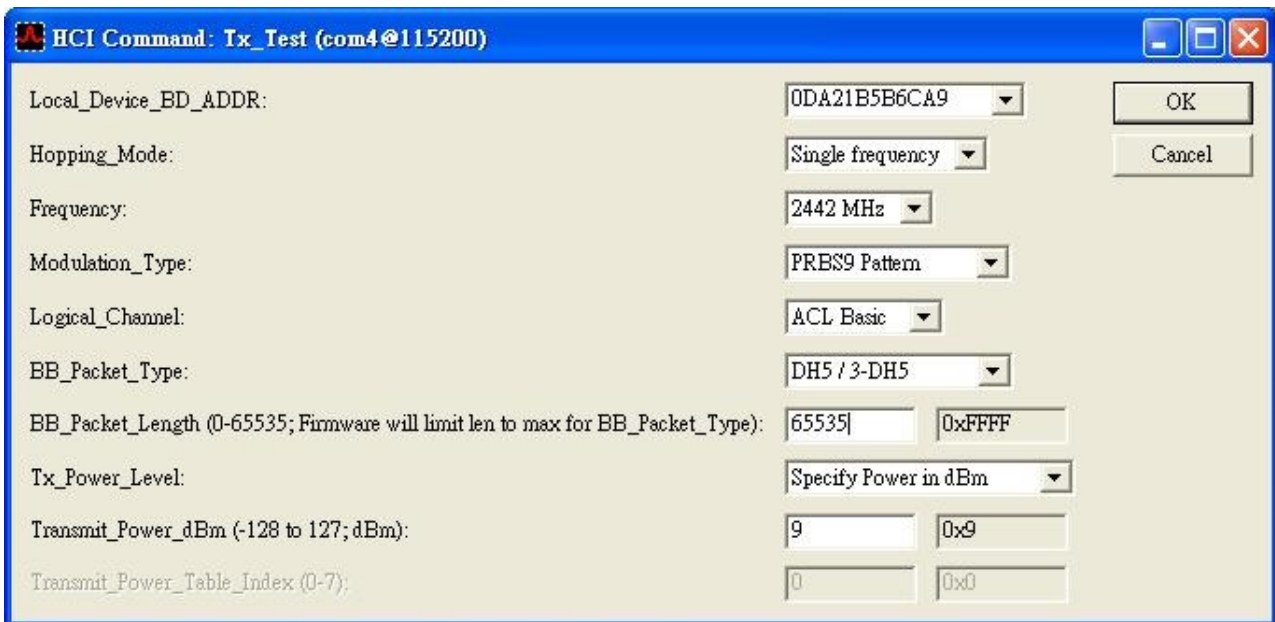 HCI Command: Tx_Test (com4@115200)
Local_Device_BD_ADDR: 0DA21B5B6CA9 OK
Hopping_Mode: Single frequency Cancel
Frequency: 2442 MHz
Modulation_Type: PRBS9 Pattern
Logical_Channel: ACL Basic
BB_Packet_Type: DH5 / 3-DH5
BB_Packet_Length (0-65535; Firmware will limit len to max for BB_Packet_Type): 65535 0xFFFF
Tx_Power_Level: Specify Power in dBm
Transmit_Power_dBm (-128 to 127; dBm): 9 0x9
Transmit_Power_Table_Index (0-7): 0 0x0